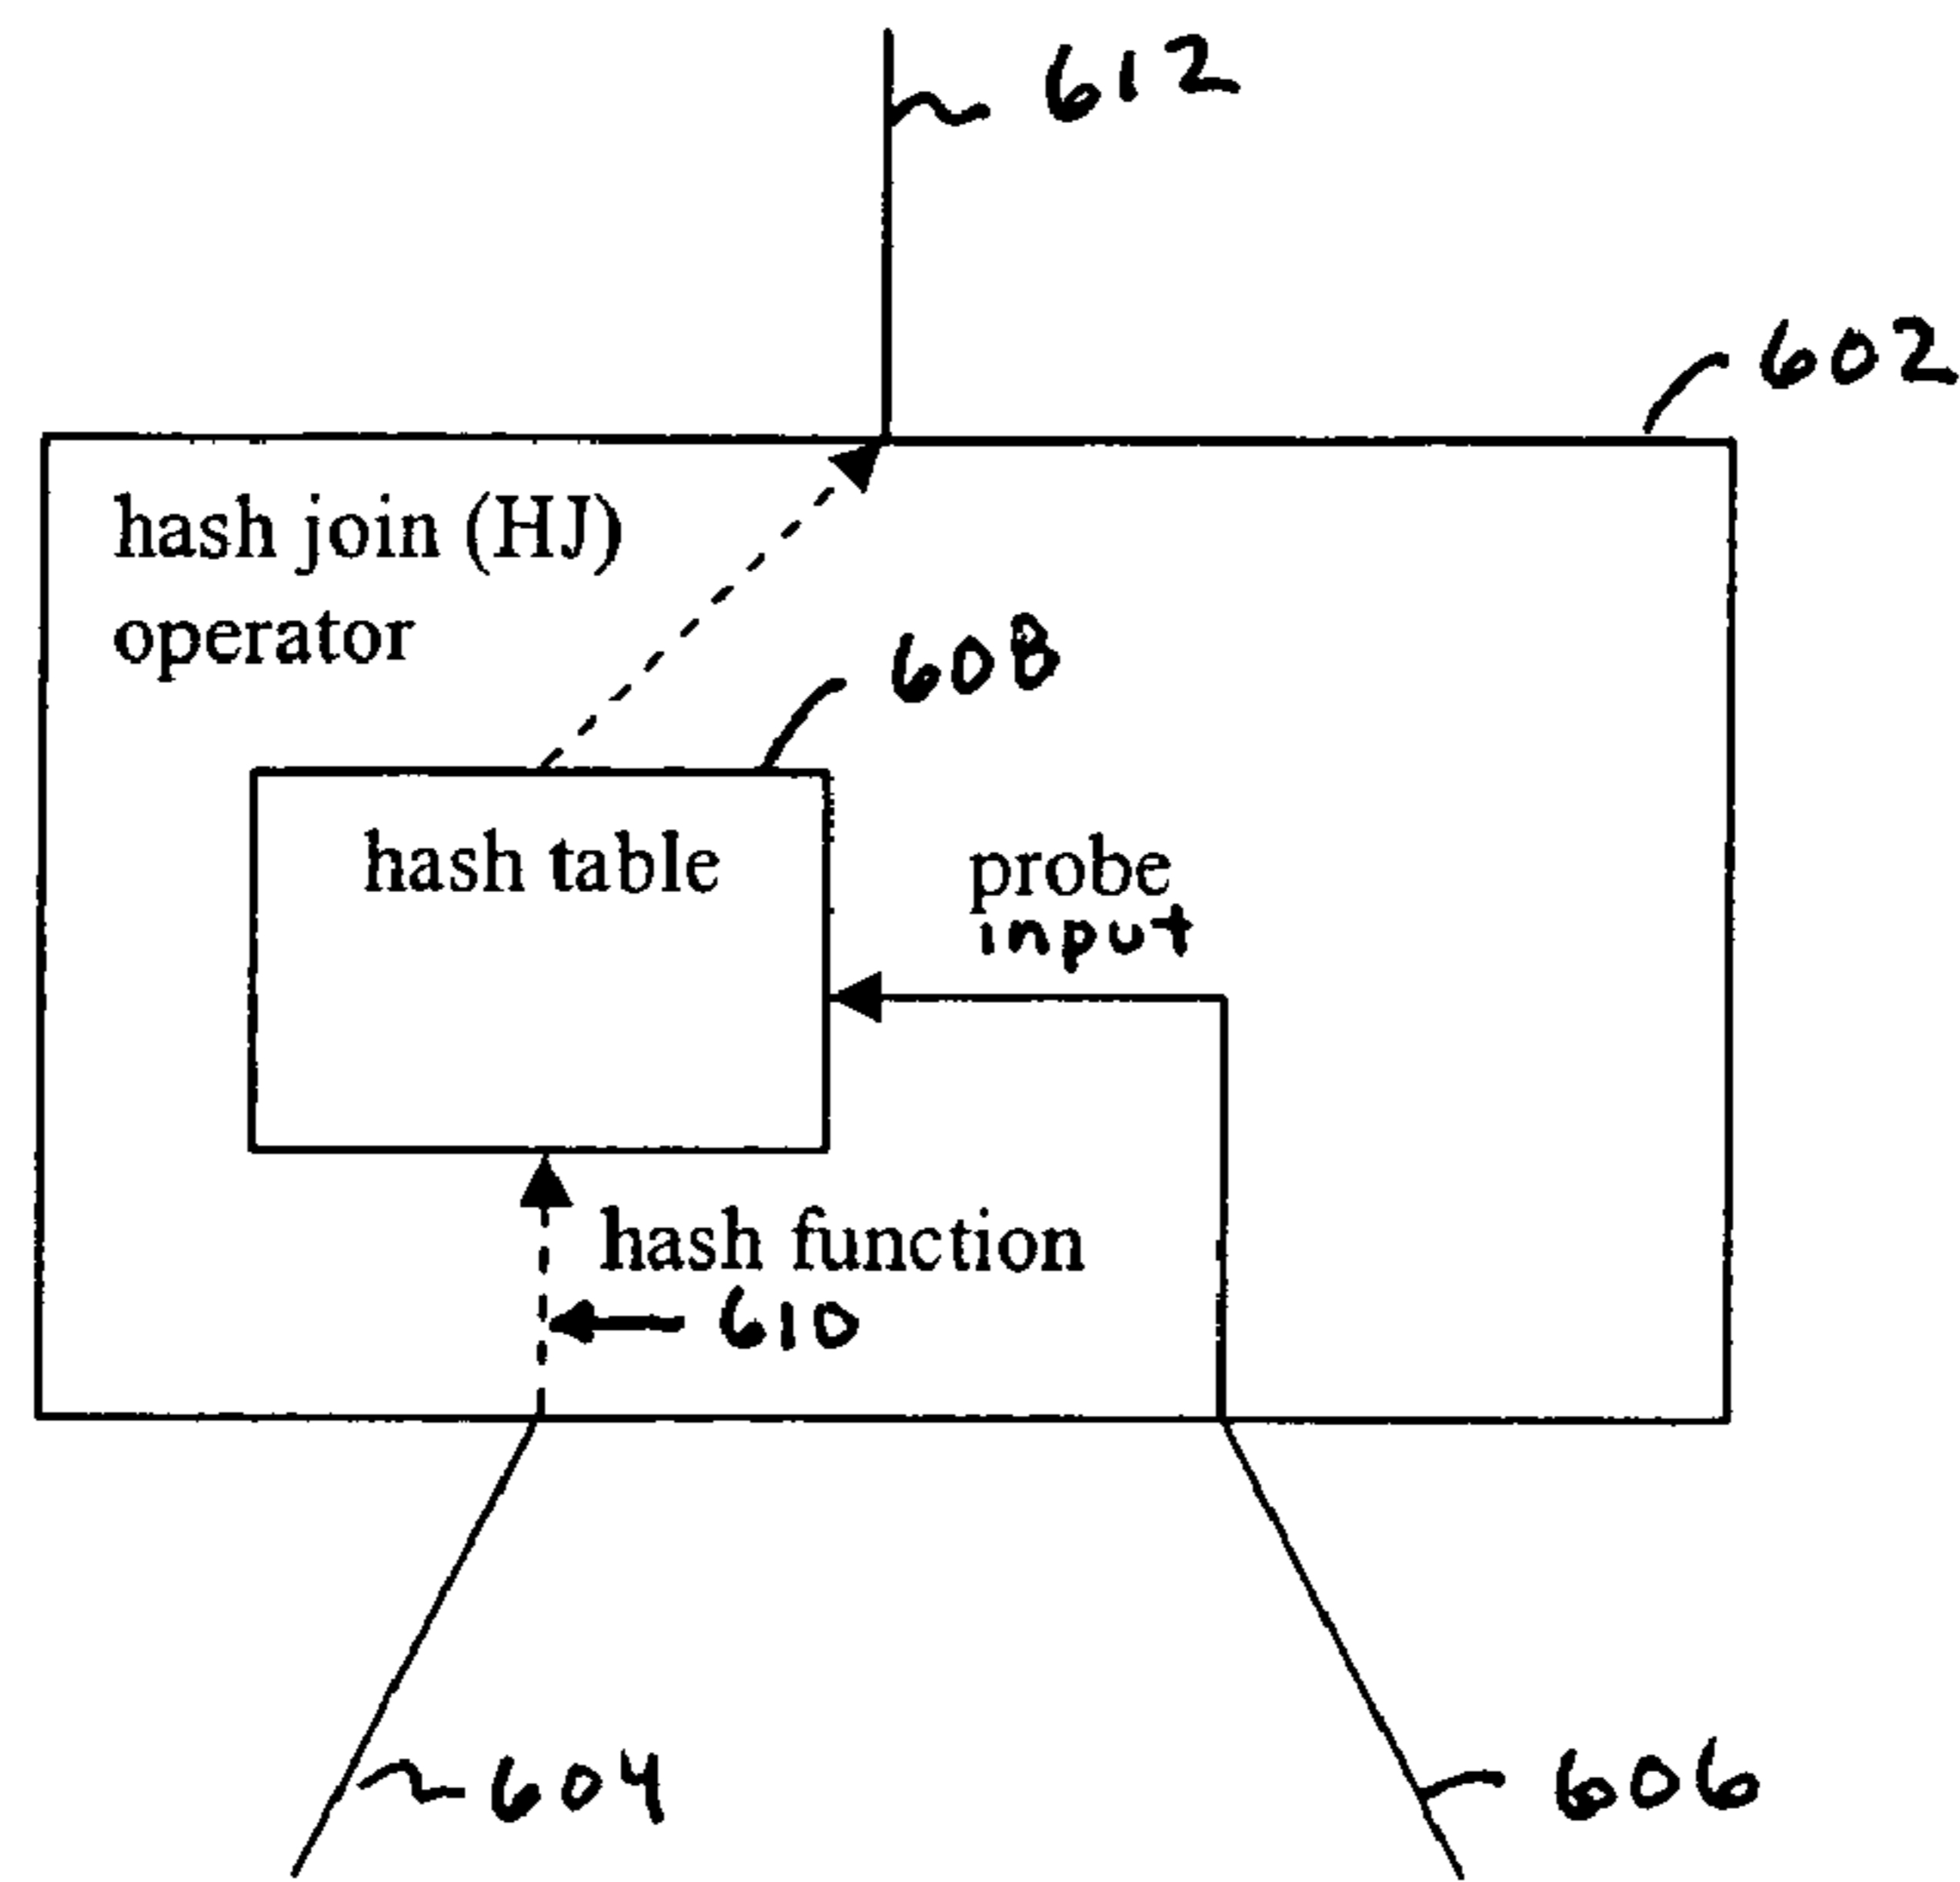 612
602
hash join (HJ)
operator
608
hash table
probe
input
hash function
610
604
606